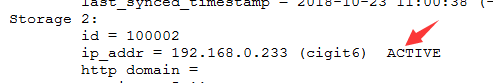 last_synced_timestamp = 2018-10-23 11:00:38 (-
Storage 2:
id = 100002
ip_addr = 192.168.0.233 (cigit6)  ACTIVE
http domain =